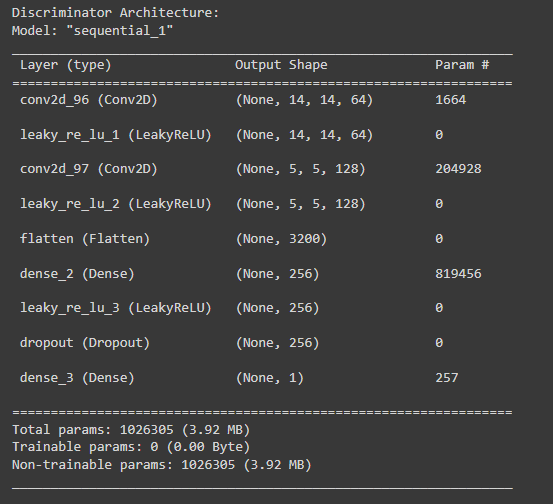 Discriminator Architecture:
Model: "sequential_1"
_________________________________________________________________
Layer (type) Output Shape Param #
=================================================================
conv2d_96 (Conv2D) (None, 14, 14, 64) 1664
leaky_re_lu_1 (LeakyReLU) (None, 14, 14, 64) 0
conv2d_97 (Conv2D) (None, 5, 5, 128) 204928
leaky_re_lu_2 (LeakyReLU) (None, 5, 5, 128) 0
flatten (Flatten) (None, 3200) 0
dense_2 (Dense) (None, 256) 819456
leaky_re_lu_3 (LeakyReLU) (None, 256) 0
dropout (Dropout) (None, 256) 0
dense_3 (Dense) (None, 1) 257
=================================================================
Total params: 1026305 (3.92 MB)
Trainable params: 0 (0.00 Byte)
Non-trainable params: 1026305 (3.92 MB)
_________________________________________________________________